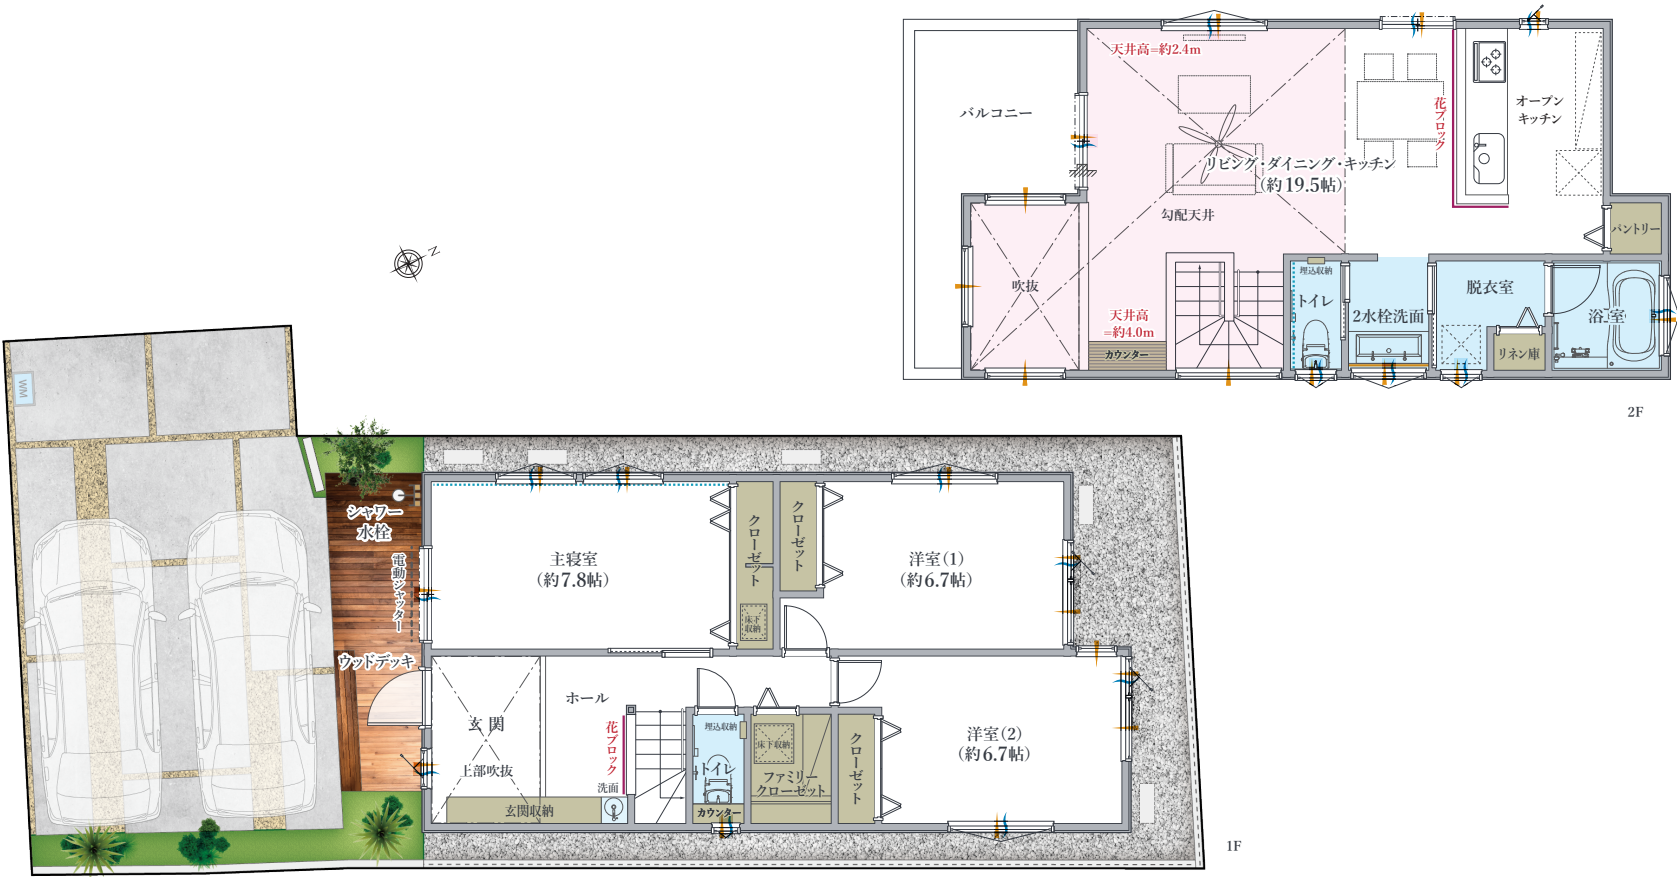 天井高=約2.4m
バルコニー
花ブロック
オープン
キッチン
リビング・ダイニング・キッチン
(約19.5帖)
勾配天井
パントリー
吹抜
埋込収納
トイレ
2水栓洗面
脱衣室
浴室
天井高
=約4.0m
カウンター
リネン庫
2F
N
WM
シャワー
水栓
電動シャッター
ウッドデッキ
主寝室
(約7.8帖)
クローゼット
床下
収納
クローゼット
洋室(1)
(約6.7帖)
ホール
玄関
上部吹抜
花ブロック
洗面
玄関収納
埋込収納
トイレ
カウンター
床下収納
ファミリー
クローゼット
クローゼット
洋室(2)
(約6.7帖)
1F